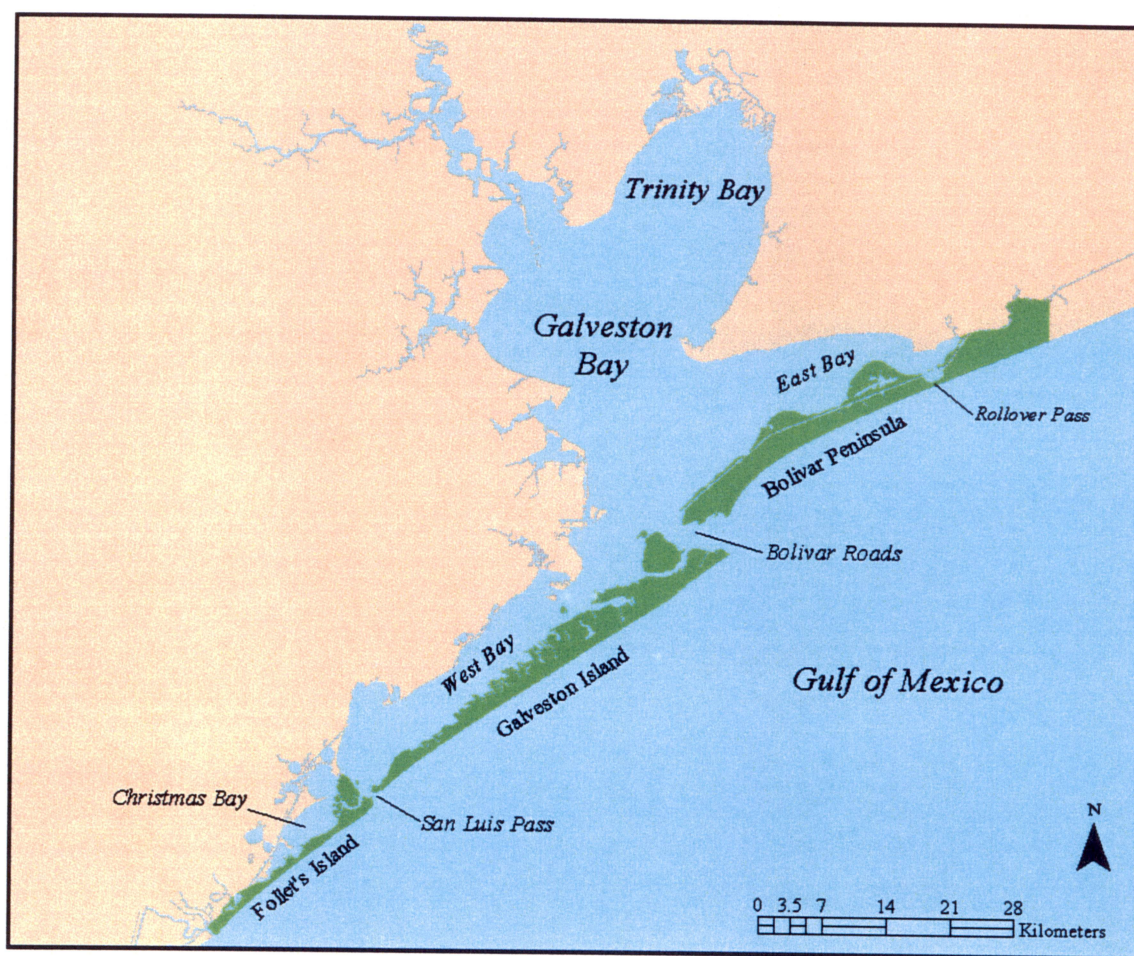 Trinity Bay
Galveston
Bay
East Bay
Rollover Pass
Bolivar Peninsula
Bolivar Roads
West Bay
Galveston Island
Gulf of Mexico
Christmas Bay
San Luis Pass
Follet's Island
N
0 3.5 7 14 21 28
Kilometers